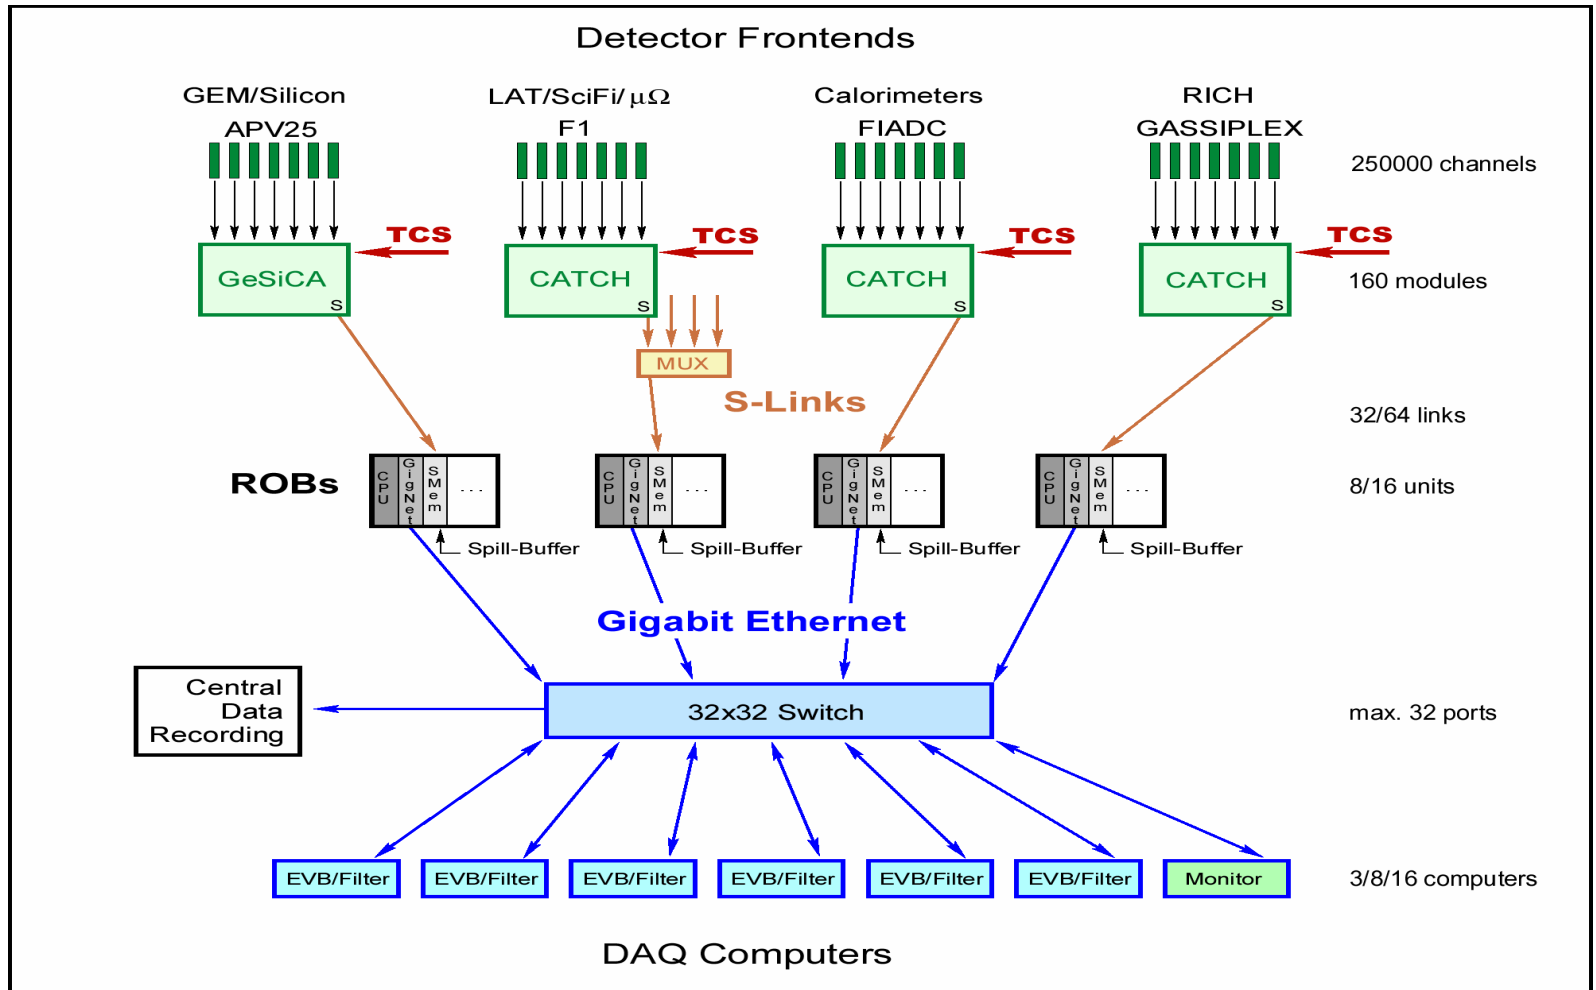 Detector Frontends
GEM/Silicon
APV25
LAT/SciFi/μΩ
F1
Calorimeters
FIADC
RICH
GASSIPLEX
250000 channels
TCS
TCS
TCS
TCS
GeSiCA
S
CATCH
S
CATCH
S
CATCH
S
160 modules
MUX
S-Links
32/64 links
ROBs
CPU
GigNet
SMem
...
CPU
GigNet
SMem
...
CPU
GigNet
SMem
...
CPU
GigNet
SMem
...
8/16 units
Spill-Buffer
Spill-Buffer
Spill-Buffer
Spill-Buffer
Gigabit Ethernet
Central
Data
Recording
32x32 Switch
max. 32 ports
EVB/Filter
EVB/Filter
EVB/Filter
EVB/Filter
EVB/Filter
EVB/Filter
Monitor
3/8/16 computers
DAQ Computers